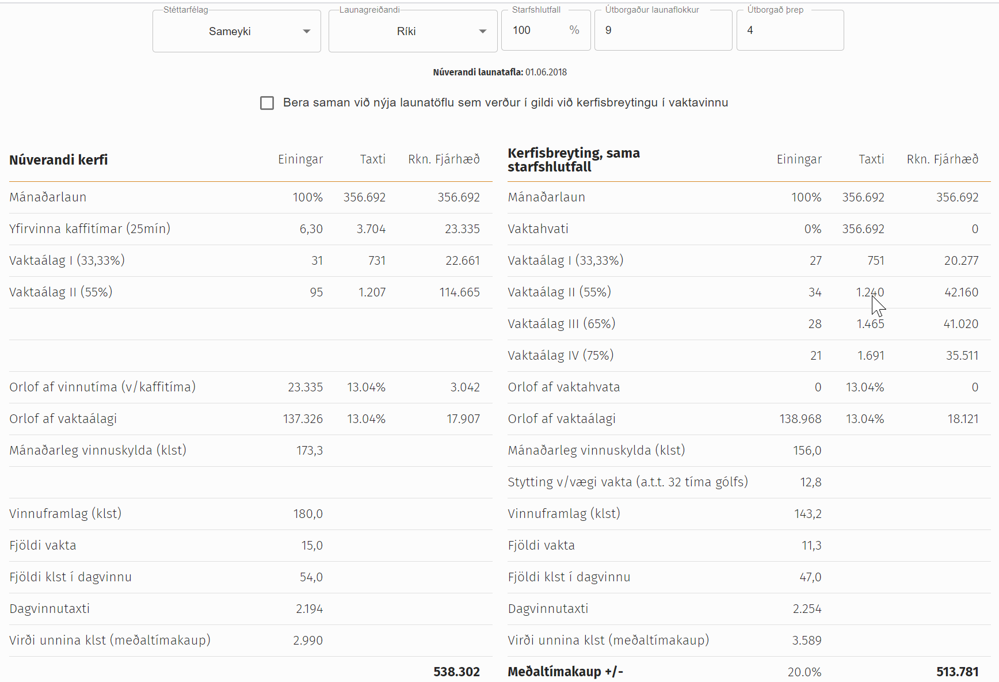 Stéttarfélag Launagreiðandi Starfshlutfall Útborgaður launaflokkur Útborgað þrep
Sameyki Ríki 100 % 9 4
Núverandi launatafla: 01.06.2018
Bera saman við nýja launatöflu sem verður í gildi við kerfisbreytingu í vaktavinnu
Núverandi kerfi Einingar Taxti Rkn. Fjárhæð
Mánaðarlaun 100% 356.692 356.692
Yfirvinna kaffitímar (25mín) 6,30 3.704 23.335
Vaktaálag I (33,33%) 31 731 22.661
Vaktaálag II (55%) 95 1.207 114.665
Orlof af vinnutíma (v/kaffitíma) 23.335 13.04% 3.042
Orlof af vaktaálagi 137.326 13.04% 17.907
Mánaðarleg vinnuskylda (klst) 173,3
Vinnuframlag (klst) 180,0
Fjöldi vakta 15,0
Fjöldi klst í dagvinnu 54,0
Dagvinnutaxti 2.194
Virði unnina klst (meðaltímakaup) 2.990
538.302
Kerfisbreyting, sama
starfshlutfall Einingar Taxti Rkn. Fjárhæð
Mánaðarlaun 100% 356.692 356.692
Vaktahvati 0% 356.692 0
Vaktaálag I (33,33%) 27 751 20.277
Vaktaálag II (55%) 34 1.240 42.160
Vaktaálag III (65%) 28 1.465 41.020
Vaktaálag IV (75%) 21 1.691 35.511
Orlof af vaktahvata 0 13.04% 0
Orlof af vaktaálagi 138.968 13.04% 18.121
Mánaðarleg vinnuskylda (klst) 156,0
Stytting v/vægi vakta (a.t.t. 32 tíma gólfs) 12,8
Vinnuframlag (klst) 143,2
Fjöldi vakta 11,3
Fjöldi klst í dagvinnu 47,0
Dagvinnutaxti 2.254
Virði unnina klst (meðaltímakaup) 3.589
Meðaltímakaup +/- 20.0% 513.781